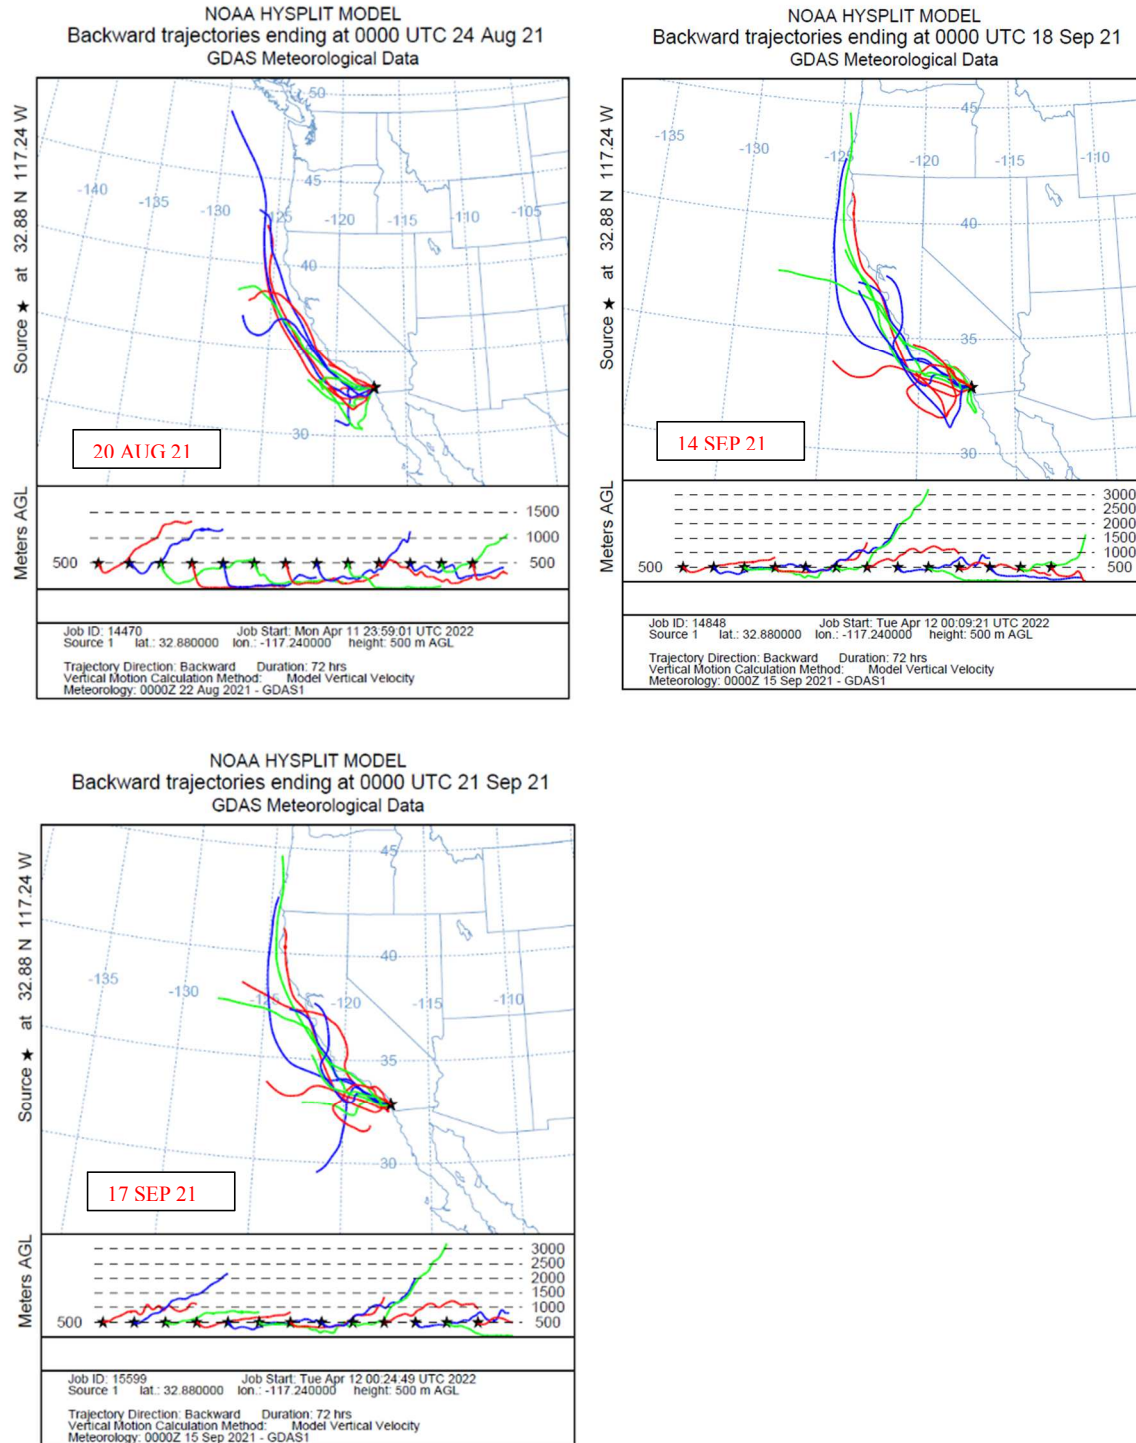 NOAA HYSPLIT MODEL
Backward trajectories ending at 0000 UTC 24 Aug 21
GDAS Meteorological Data
Source ★ at 32.88 N 117.24 W
50
45
-140
-135
-130
-125
-120
-115
-110
-105
40
30
20 AUG 21
Meters AGL
1500
1000
500
500
Job ID: 14470 Job Start: Mon Apr 11 23:59:01 UTC 2022
Source 1 lat.: 32.880000 lon.: -117.240000 height: 500 m AGL
Trajectory Direction: Backward Duration: 72 hrs
Vertical Motion Calculation Method: Model Vertical Velocity
Meteorology: 0000Z 22 Aug 2021 - GDAS1
NOAA HYSPLIT MODEL
Backward trajectories ending at 0000 UTC 18 Sep 21
GDAS Meteorological Data
Source ★ at 32.88 N 117.24 W
45
-135
-130
-125
-120
-110
40
35
30
14 SEP 21
Meters AGL
3000
2500
2000
1500
1000
500
500
Job ID: 14848 Job Start: Tue Apr 12 00:09:21 UTC 2022
Source 1 lat.: 32.880000 lon.: -117.240000 height: 500 m AGL
Trajectory Direction: Backward Duration: 72 hrs
Vertical Motion Calculation Method: Model Vertical Velocity
Meteorology: 0000Z 15 Sep 2021 - GDAS1
NOAA HYSPLIT MODEL
Backward trajectories ending at 0000 UTC 21 Sep 21
GDAS Meteorological Data
Source ★ at 32.88 N 117.24 W
45
40
-135
-130
-125
-120
-115
-110
35
30
17 SEP 21
Meters AGL
3000
2500
2000
1500
1000
500
500
Job ID: 15599 Job Start: Tue Apr 12 00:24:49 UTC 2022
Source 1 lat.: 32.880000 lon.: -117.240000 height: 500 m AGL
Trajectory Direction: Backward Duration: 72 hrs
Vertical Motion Calculation Method: Model Vertical Velocity
Meteorology: 0000Z 15 Sep 2021 - GDAS1